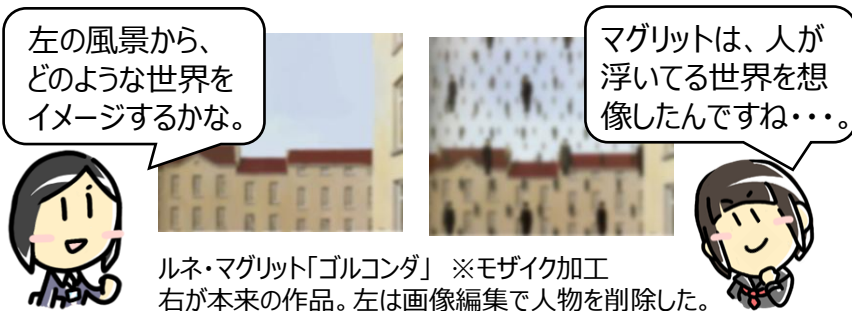 左の風景から、
どのような世界を
イメージするかな。
マグリットは、人が
浮いてる世界を想
像したんですね・・・。
ルネ・マグリット「ゴルコンダ」 ※モザイク加工
右が本来の作品。左は画像編集で人物を削除した。